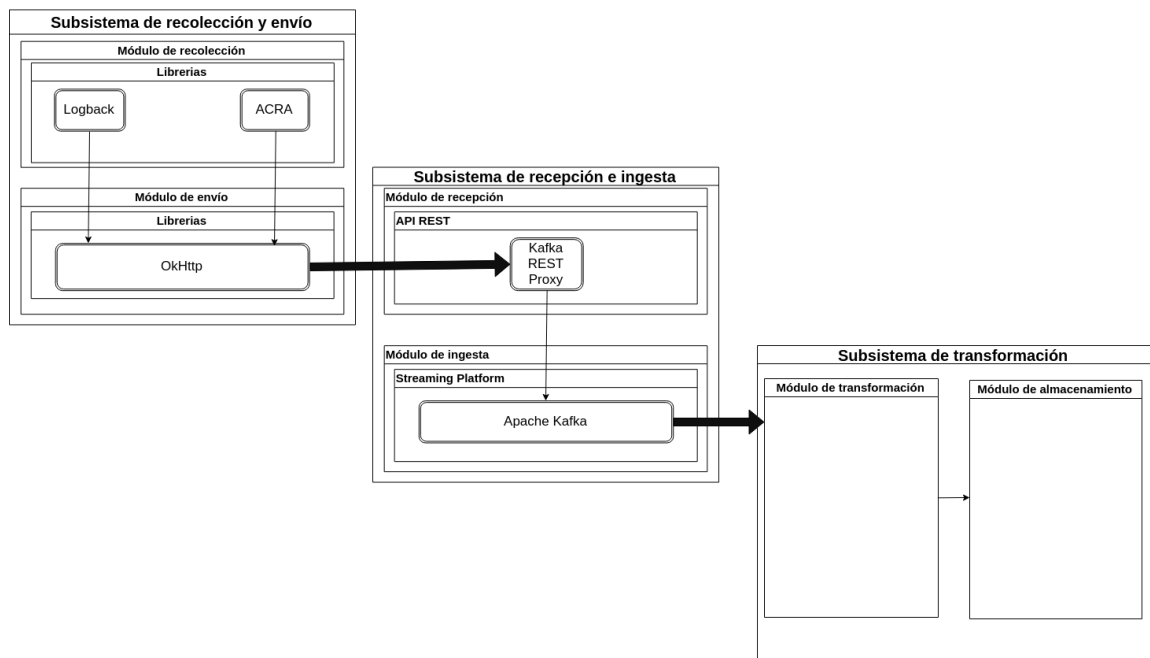 Subsistema de recolección y envío
Módulo de recolección
Librerias
Logback
ACRA
Módulo de envío
Librerias
OkHttp
Subsistema de recepción e ingesta
Módulo de recepción
API REST
Kafka
REST
Proxy
Módulo de ingesta
Streaming Platform
Apache Kafka
Subsistema de transformación
Módulo de transformación
Módulo de almacenamiento